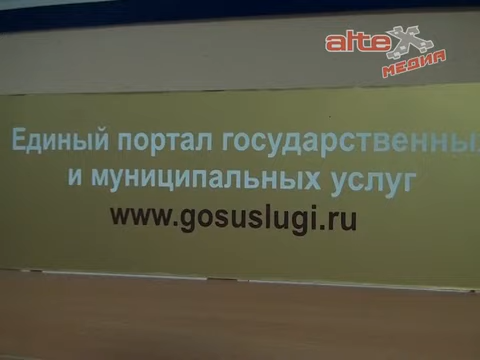 alteX
МЕДИА
Единый портал государственны
и муниципальных услуг
www.gosuslugi.ru